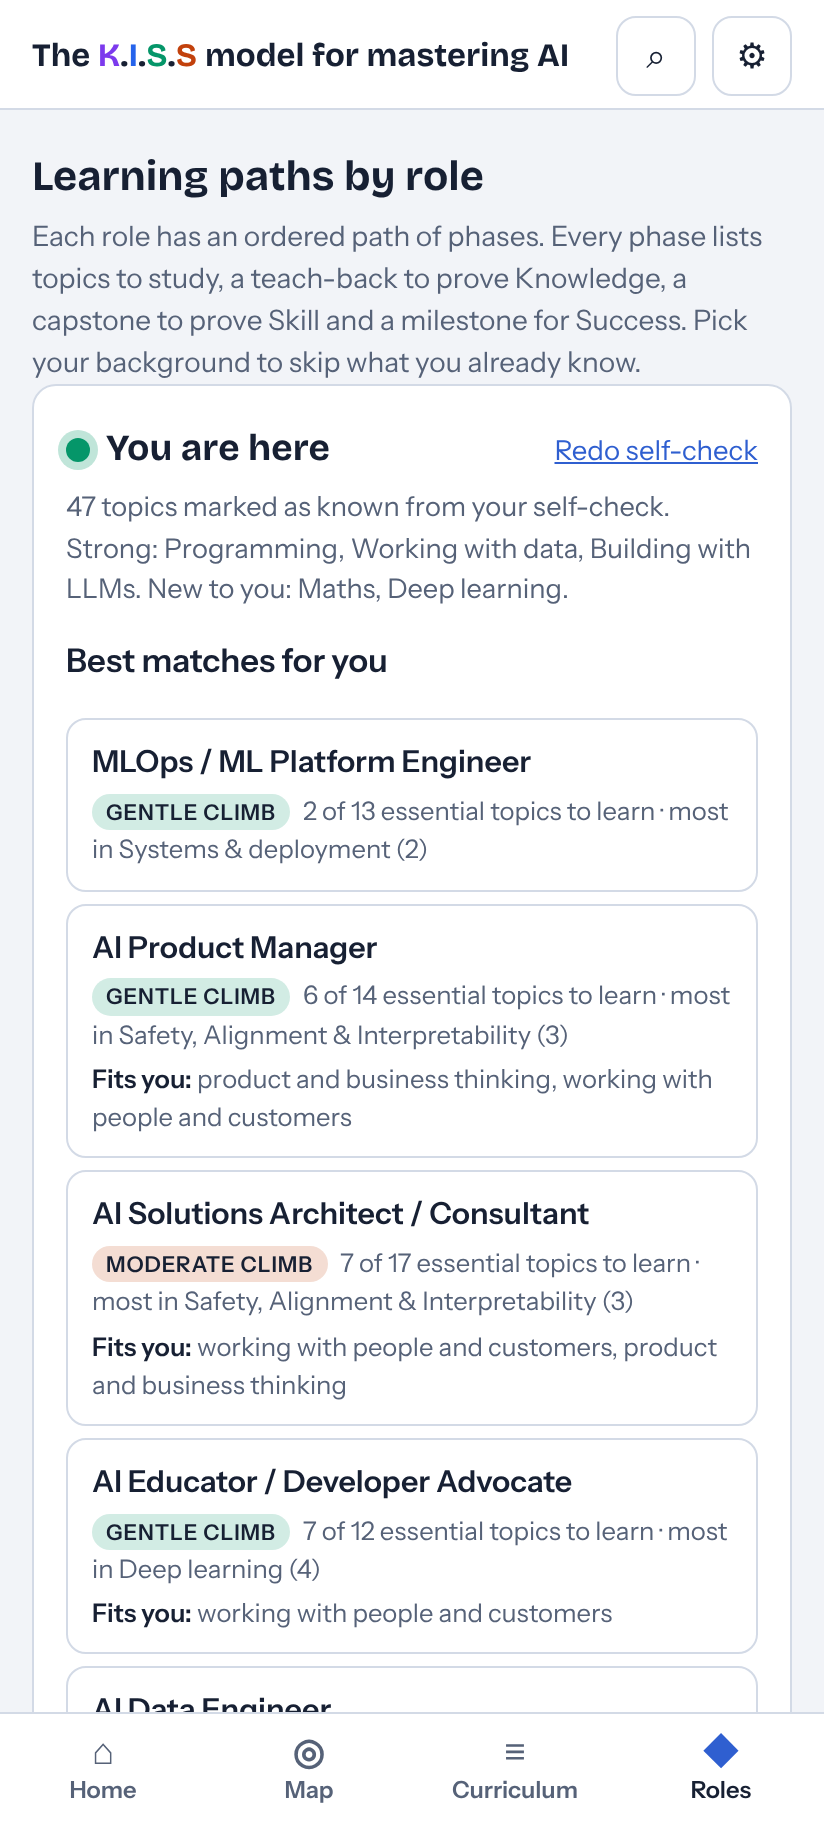 The K.I.S.S model for mastering AI
Learning paths by role
Each role has an ordered path of phases. Every phase lists
topics to study, a teach-back to prove Knowledge, a
capstone to prove Skill and a milestone for Success. Pick
your background to skip what you already know.
You are here
Redo self-check
47 topics marked as known from your self-check.
Strong: Programming, Working with data, Building with
LLMs. New to you: Maths, Deep learning.
Best matches for you
MLOps / ML Platform Engineer
GENTLE CLIMB 2 of 13 essential topics to learn · most
in Systems & deployment (2)
AI Product Manager
GENTLE CLIMB 6 of 14 essential topics to learn · most
in Safety, Alignment & Interpretability (3)
Fits you: product and business thinking, working with
people and customers
AI Solutions Architect / Consultant
MODERATE CLIMB 7 of 17 essential topics to learn ·
most in Safety, Alignment & Interpretability (3)
Fits you: working with people and customers, product
and business thinking
AI Educator / Developer Advocate
GENTLE CLIMB 7 of 12 essential topics to learn · most
in Deep learning (4)
Fits you: working with people and customers
AI Data Engineer
Home
Map
Curriculum
Roles